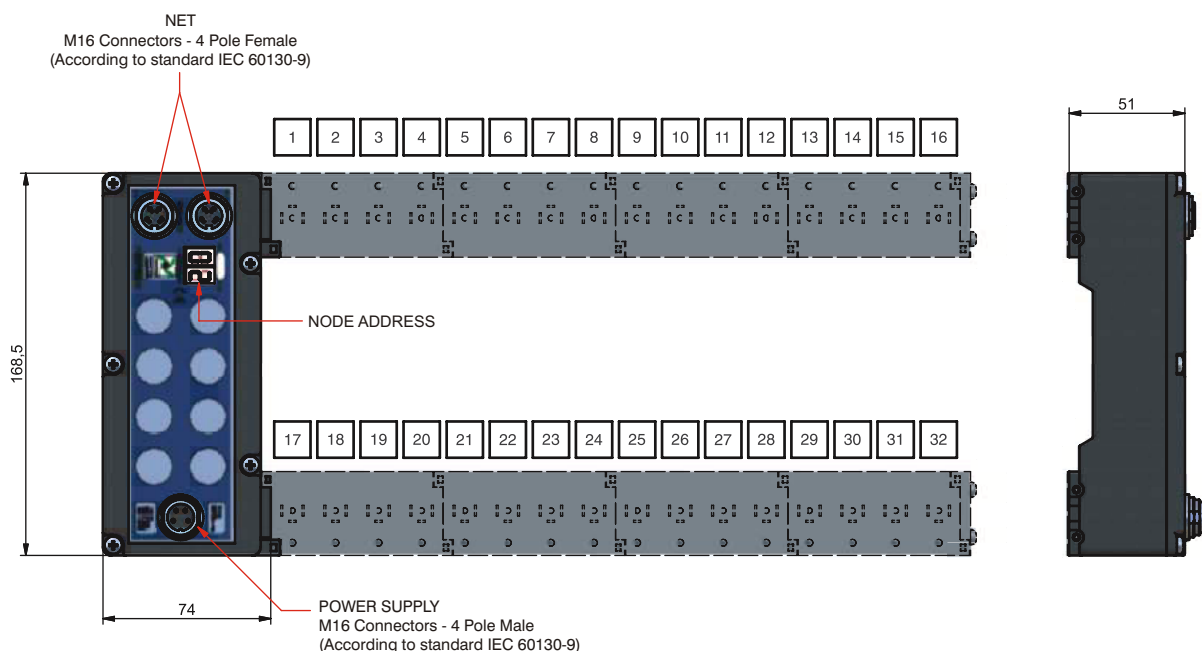 NET
M16 Connectors - 4 Pole Female
(According to standard IEC 60130-9)
51
1 2 3 4 5 6 7 8 9 10 11 12 13 14 15 16
20
NODE ADDRESS
168,5
17 18 19 20 21 22 23 24 25 26 27 28 29 30 31 32
74
POWER SUPPLY
M16 Connectors - 4 Pole Male
(According to standard IEC 60130-9)